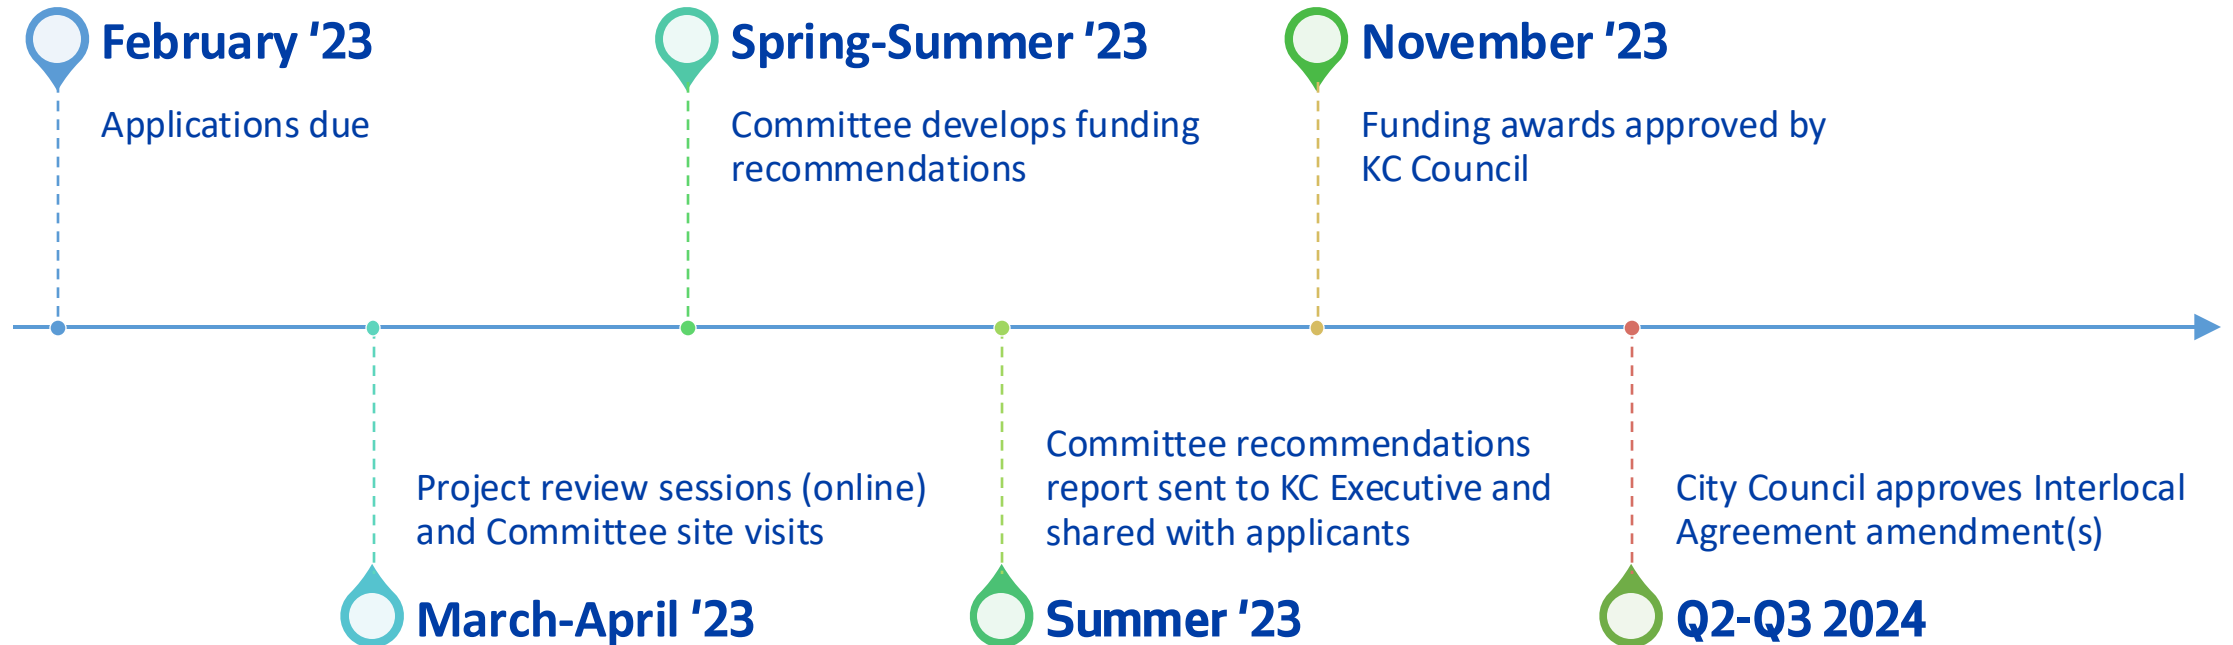 February '23
Applications due
Spring-Summer '23
Committee develops funding
recommendations
November '23
Funding awards approved by
KC Council
Project review sessions (online)
and Committee site visits
March-April '23
Committee recommendations
report sent to KC Executive and
shared with applicants
Summer '23
City Council approves Interlocal
Agreement amendment(s)
Q2-Q3 2024